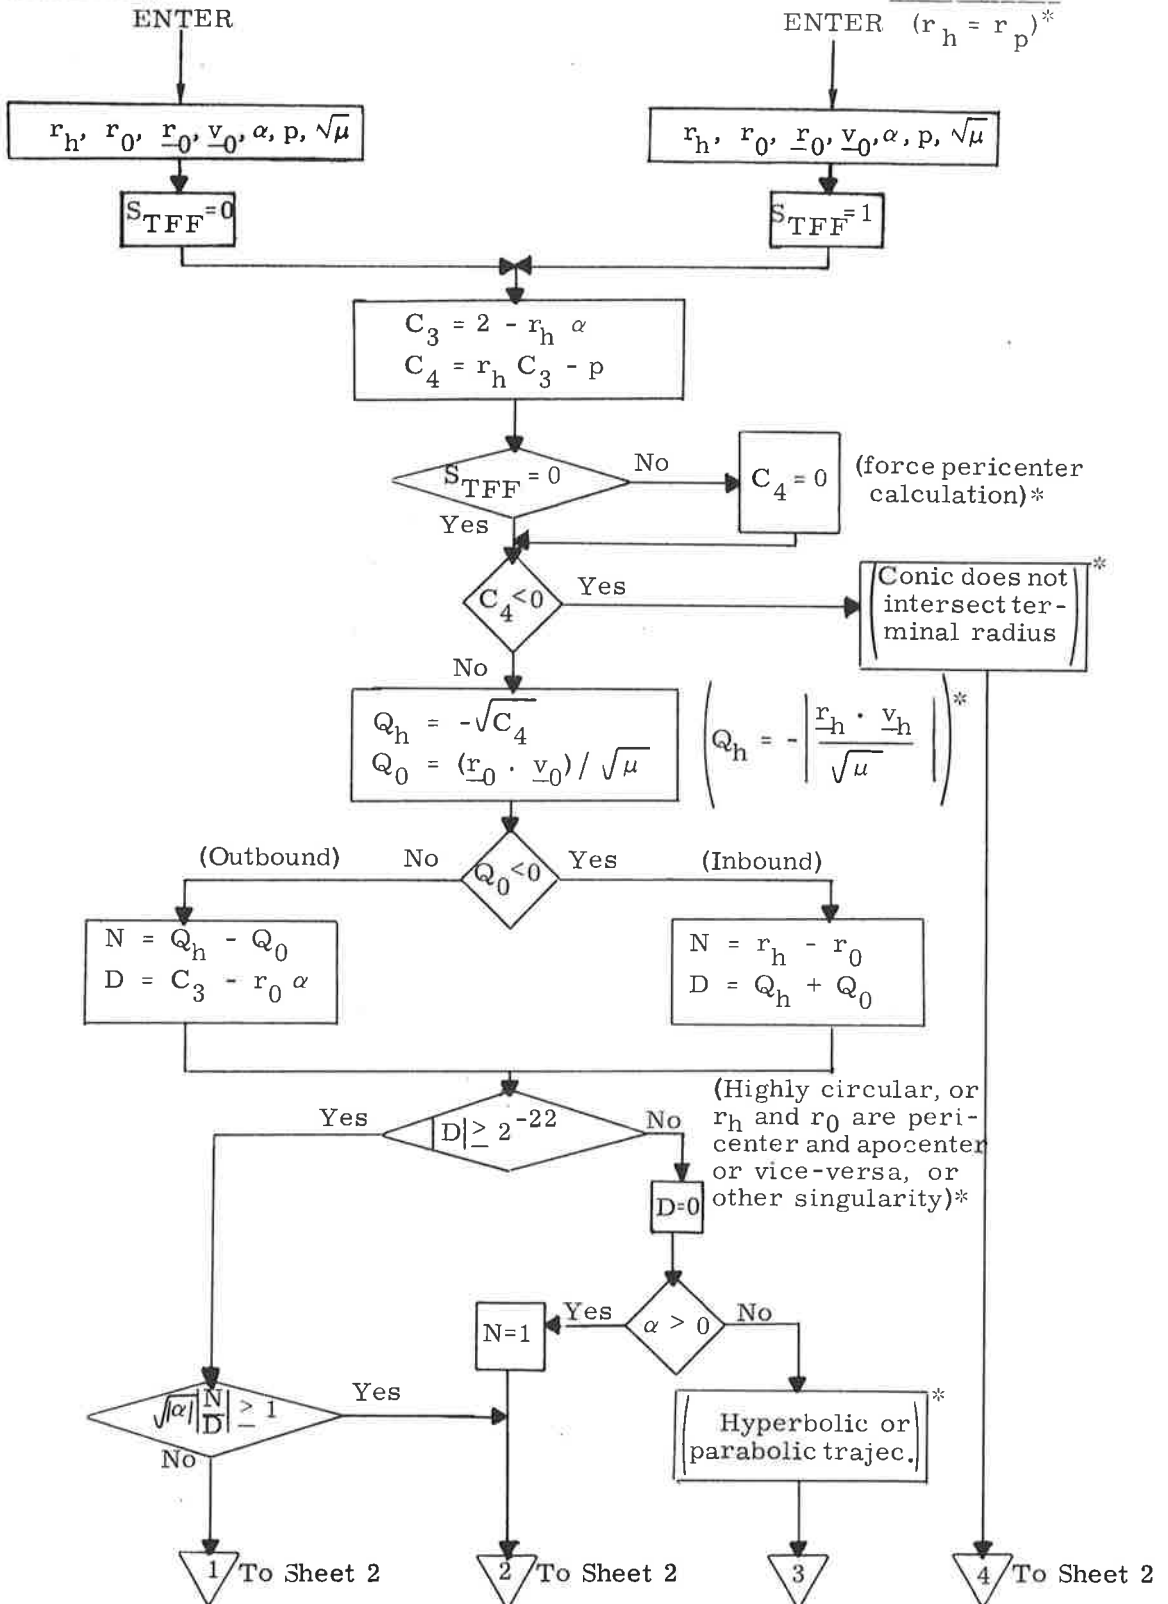 ENTER
ENTER (r_h = r_p)*
r_h, r_0, r_0, v_0, α, p, √μ
r_h, r_0, r_0, v_0, α, p, √μ
S_TFF = 0
S_TFF = 1
C_3 = 2 - r_h α
C_4 = r_h C_3 - p
S_TFF = 0
No
Yes
C_4 = 0
(force pericenter
calculation)*
C_4 < 0
Yes
No
(Conic does not
intersect ter-
minal radius)*
Q_h = -√C_4
Q_0 = (r_0 · v_0) / √μ
(Q_h = -|r_h · v_h / √μ|)*
Q_0 < 0
(Outbound) No
Yes (Inbound)
N = Q_h - Q_0
D = C_3 - r_0 α
N = r_h - r_0
D = Q_h + Q_0
|D| ≥ 2^-22
Yes
No
(Highly circular, or
r_h and r_0 are peri-
center and apocenter
or vice-versa, or
other singularity)*
D=0
α > 0
Yes
No
N=1
√|α| |N/D| ≥ 1
Yes
No
(Hyperbolic or
parabolic trajec.)*
1 To Sheet 2
2 To Sheet 2
3
4 To Sheet 2